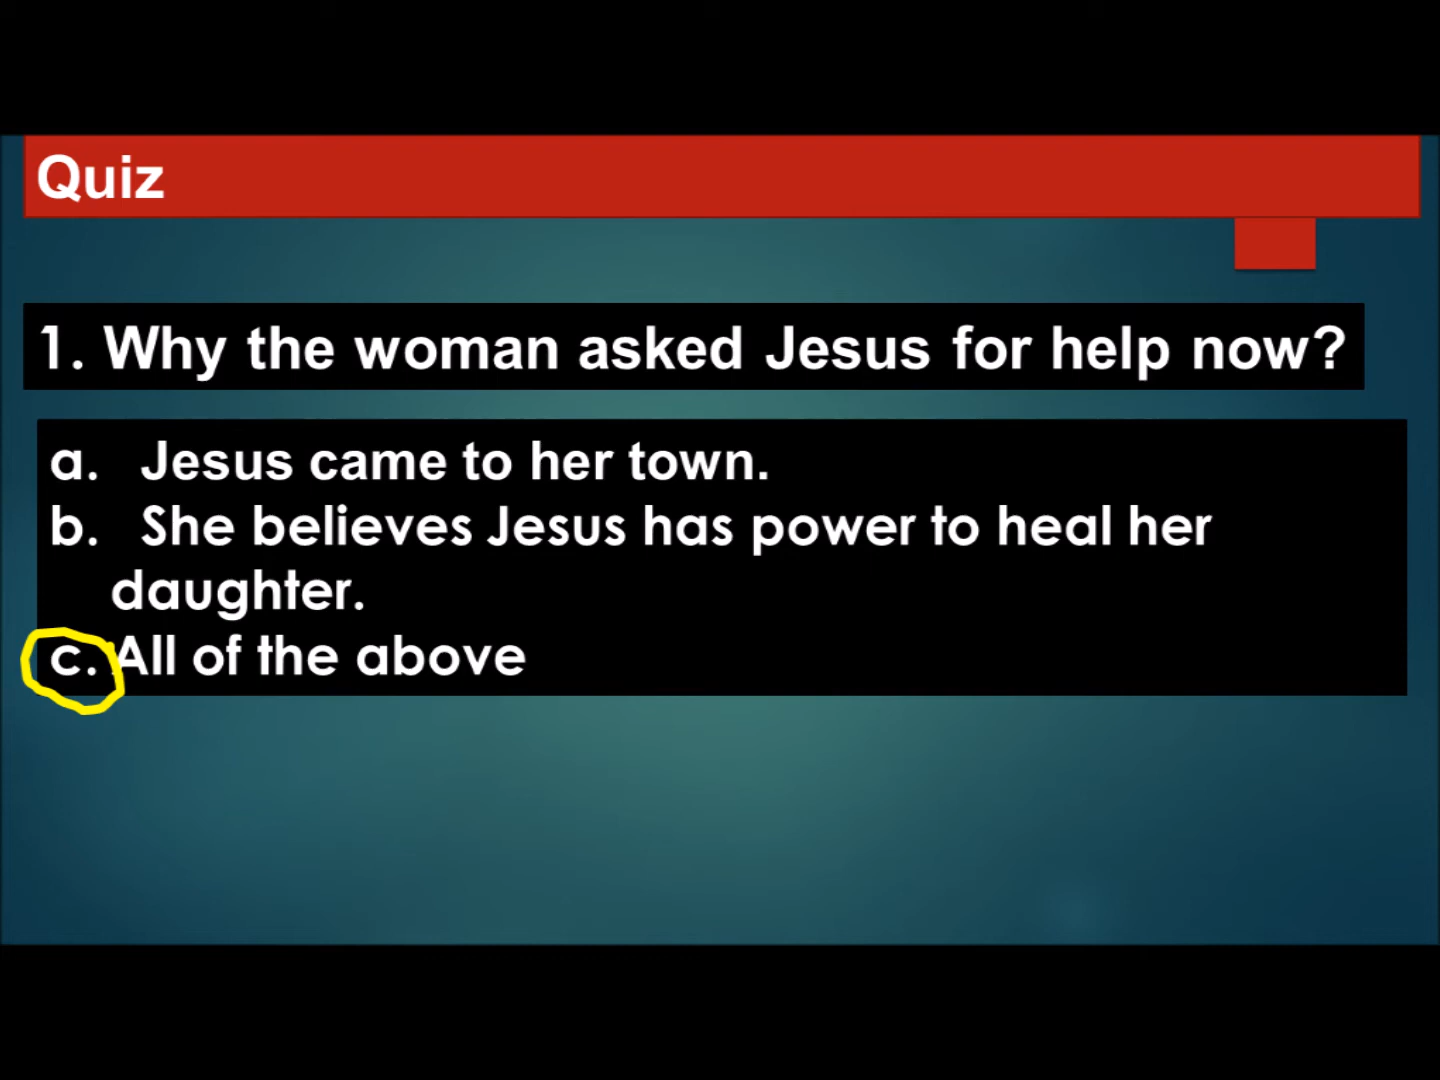 Quiz
1. Why the woman asked Jesus for help now?
a. Jesus came to her town.
b. She believes Jesus has power to heal her
daughter.
c. All of the above